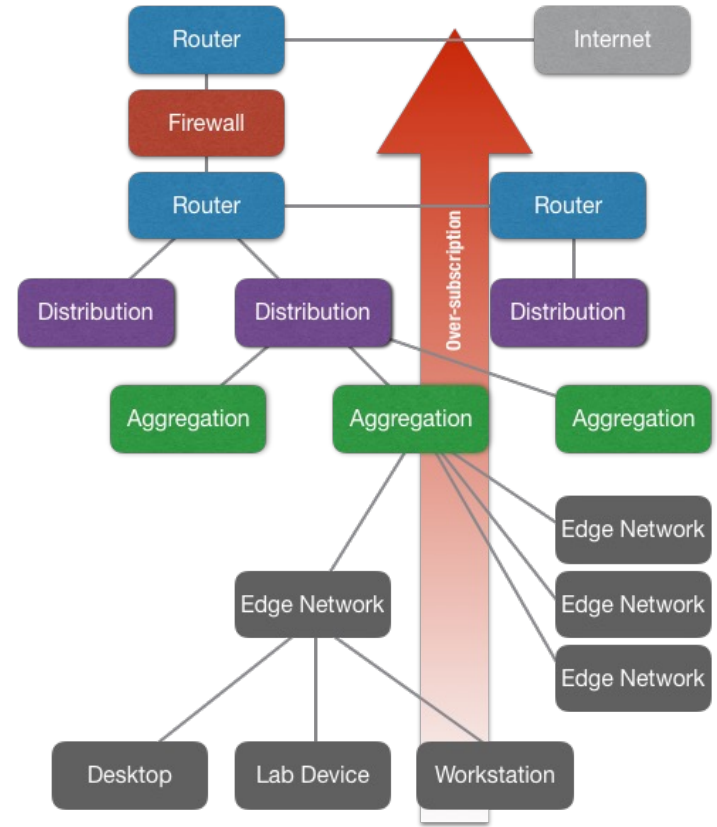 Router
Internet
Firewall
Router
Router
Over-subscription
Distribution
Distribution
Distribution
Aggregation
Aggregation
Aggregation
Edge Network
Edge Network
Edge Network
Edge Network
Desktop
Lab Device
Workstation